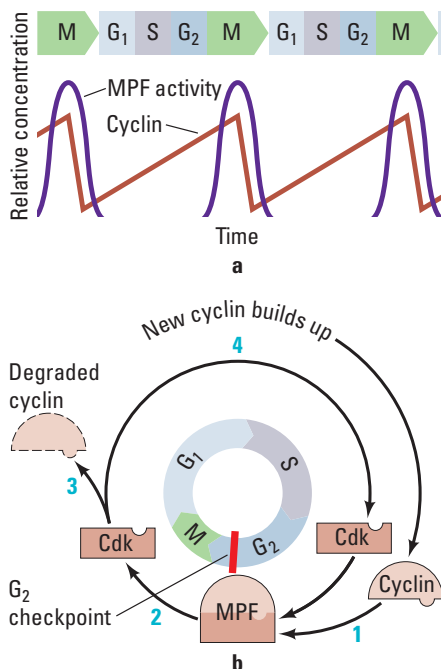 M G₁ S G₂ M G₁ S G₂ M
Relative concentration
MPF activity
Cyclin
Time
a
New cyclin builds up
4
Degraded
cyclin
3
G₁
S
G₂
M
Cdk
Cdk
Cyclin
G₂
checkpoint
2
MPF
1
b